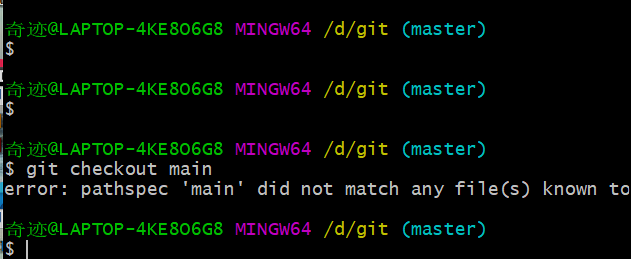 奇迹@LAPTOP-4KE8O6G8 MINGW64 /d/git (master)
$
奇迹@LAPTOP-4KE8O6G8 MINGW64 /d/git (master)
$
奇迹@LAPTOP-4KE8O6G8 MINGW64 /d/git (master)
$ git checkout main
error: pathspec 'main' did not match any file(s) known to
奇迹@LAPTOP-4KE8O6G8 MINGW64 /d/git (master)
$